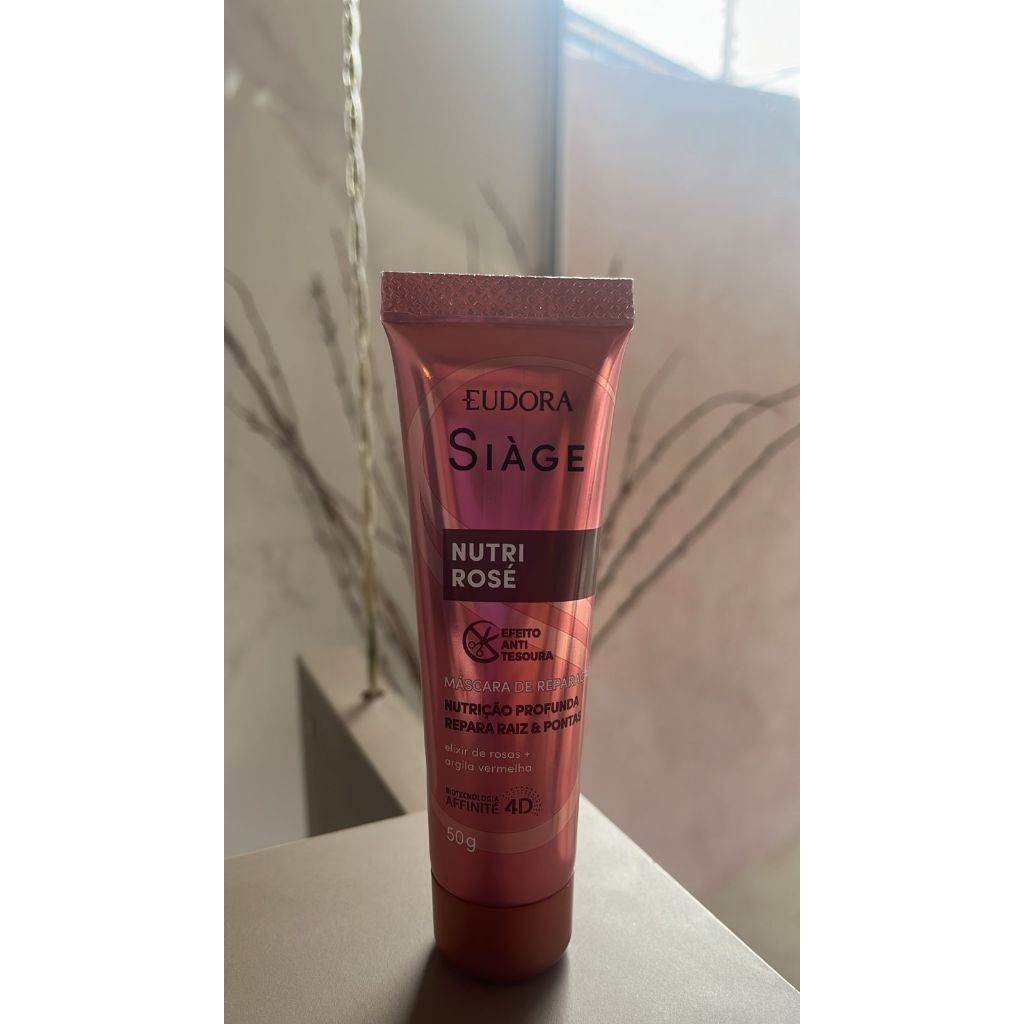 EUDORA
SIÀGE
NUTRI
ROSÉ
EFEITO
ANTI
TESOURA
MÁSCARA DE REPARAÇ
NUTRIÇÃO PROFUNDA
REPARA RAIZ & PONTAS
elixir de rosas +
argila vermelha
BIOTECNOLOGIA
AFFINITÉ 4D
50g